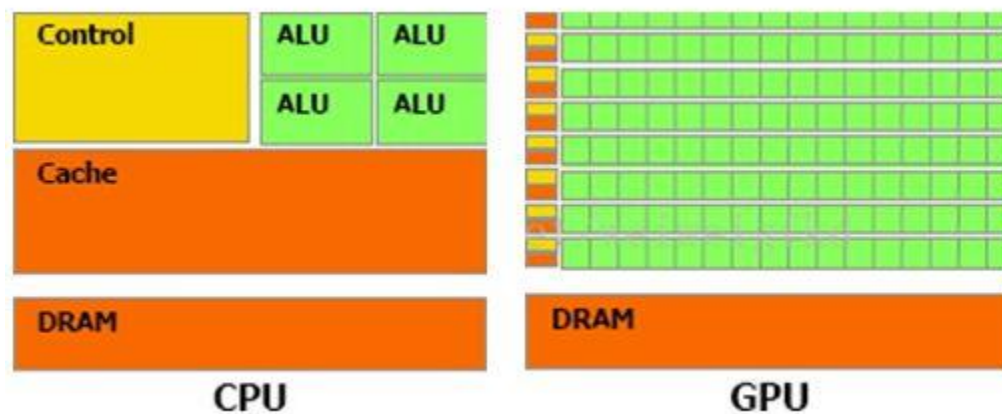 Control
ALU ALU
ALU ALU
Cache
DRAM
CPU
DRAM
GPU